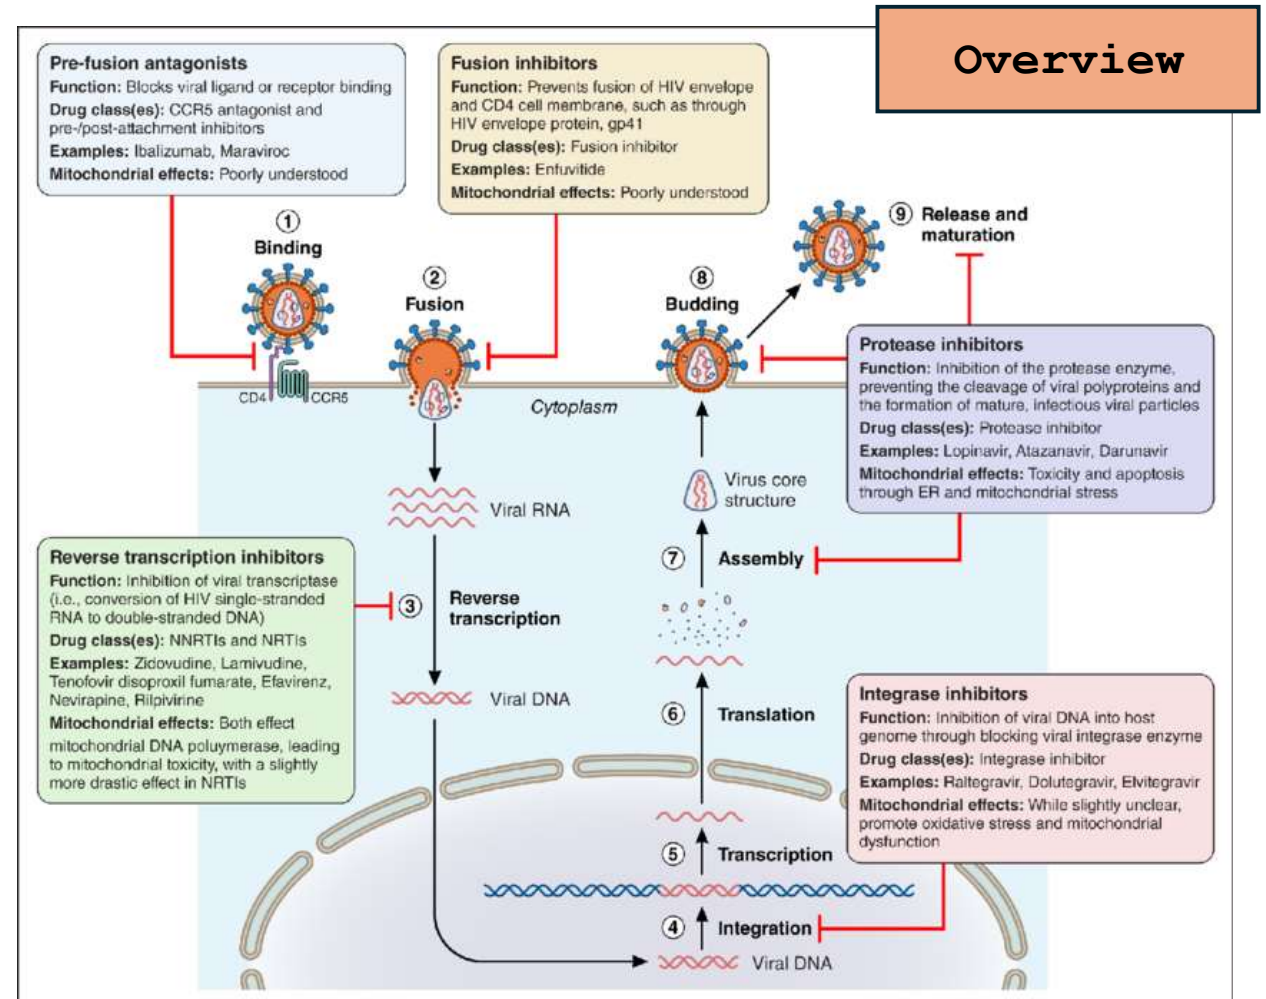 Overview
Pre-fusion antagonists
Function: Blocks viral ligand or receptor binding
Drug class(es): CCR5 antagonist and
pre-/post-attachment inhibitors
Examples: Ibalizumab, Maraviroc
Mitochondrial effects: Poorly understood
Fusion inhibitors
Function: Prevents fusion of HIV envelope
and CD4 cell membrane, such as through
HIV envelope protein, gp41
Drug class(es): Fusion inhibitor
Examples: Enfuvitide
Mitochondrial effects: Poorly understood
1
Binding
CD4
CCR5
2
Fusion
Cytoplasm
8
Budding
9 Release and
maturation
Protease inhibitors
Function: Inhibition of the protease enzyme,
preventing the cleavage of viral polyproteins and
the formation of mature, infectious viral particles
Drug class(es): Protease inhibitor
Examples: Lopinavir, Atazanavir, Darunavir
Mitochondrial effects: Toxicity and apoptosis
through ER and mitochondrial stress
Viral RNA
Virus core
structure
7 Assembly
Reverse transcription inhibitors
Function: Inhibition of viral transcriptase
(i.e., conversion of HIV single-stranded
RNA to double-stranded DNA)
Drug class(es): NNRTIs and NRTIs
Examples: Zidovudine, Lamivudine,
Tenofovir disoproxil fumarate, Efavirenz,
Nevirapine, Rilpivirine
Mitochondrial effects: Both effect
mitochondrial DNA poluymerase, leading
to mitochondrial toxicity, with a slightly
more drastic effect in NRTIs
3 Reverse
transcription
Viral DNA
6 Translation
Integrase inhibitors
Function: Inhibition of viral DNA into host
genome through blocking viral integrase enzyme
Drug class(es): Integrase inhibitor
Examples: Raltegravir, Dolutegravir, Elvitegravir
Mitochondrial effects: While slightly unclear,
promote oxidative stress and mitochondrial
dysfunction
5 Transcription
4 Integration
Viral DNA